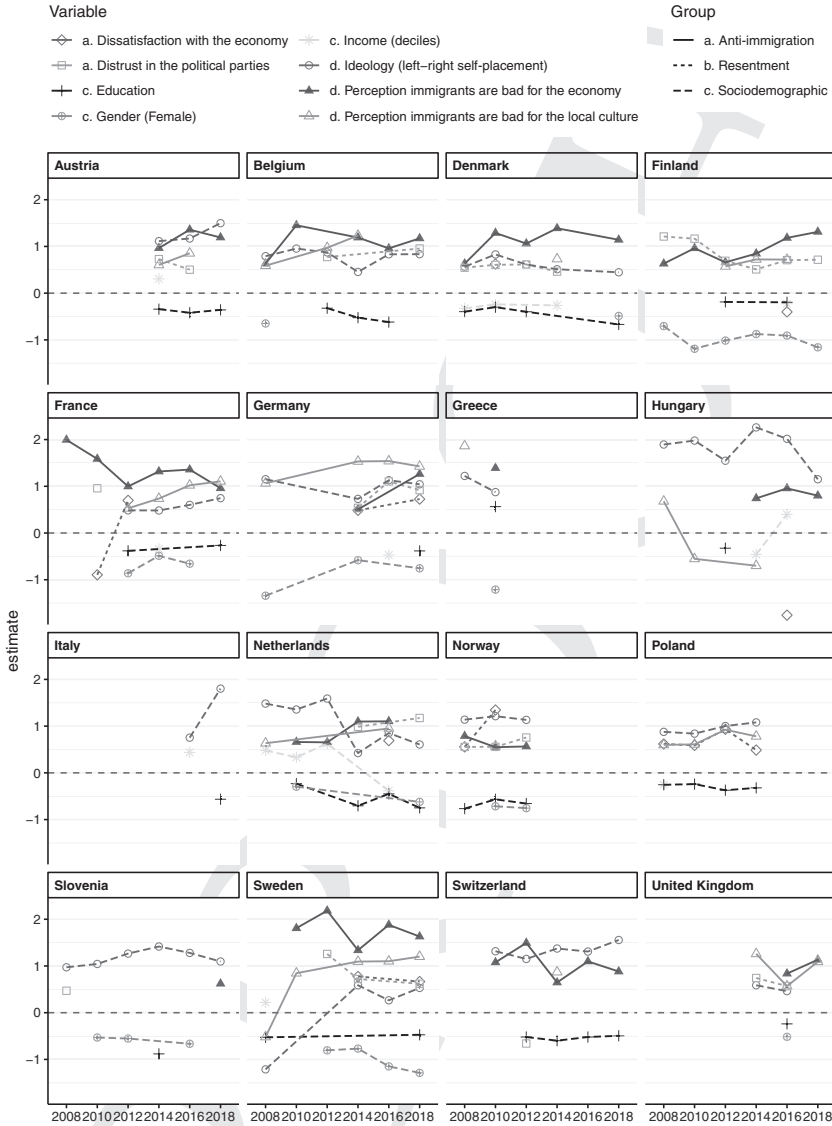 Variable
Group
a. Dissatisfaction with the economy
c. Income (deciles)
a. Anti-immigration
a. Distrust in the political parties
d. Ideology (left–right self-placement)
b. Resentment
c. Education
d. Perception immigrants are bad for the economy
c. Sociodemographic
c. Gender (Female)
d. Perception immigrants are bad for the local culture
Austria Belgium Denmark Finland
2
1
0
−1
France Germany Greece Hungary
2
1
0
−1
estimate
Italy Netherlands Norway Poland
2
1
0
−1
Slovenia Sweden Switzerland United Kingdom
2
1
0
−1
2008 2010 2012 2014 2016 2018 2008 2010 2012 2014 2016 2018 2008 2010 2012 2014 2016 2018 2008 2010 2012 2014 2016 2018